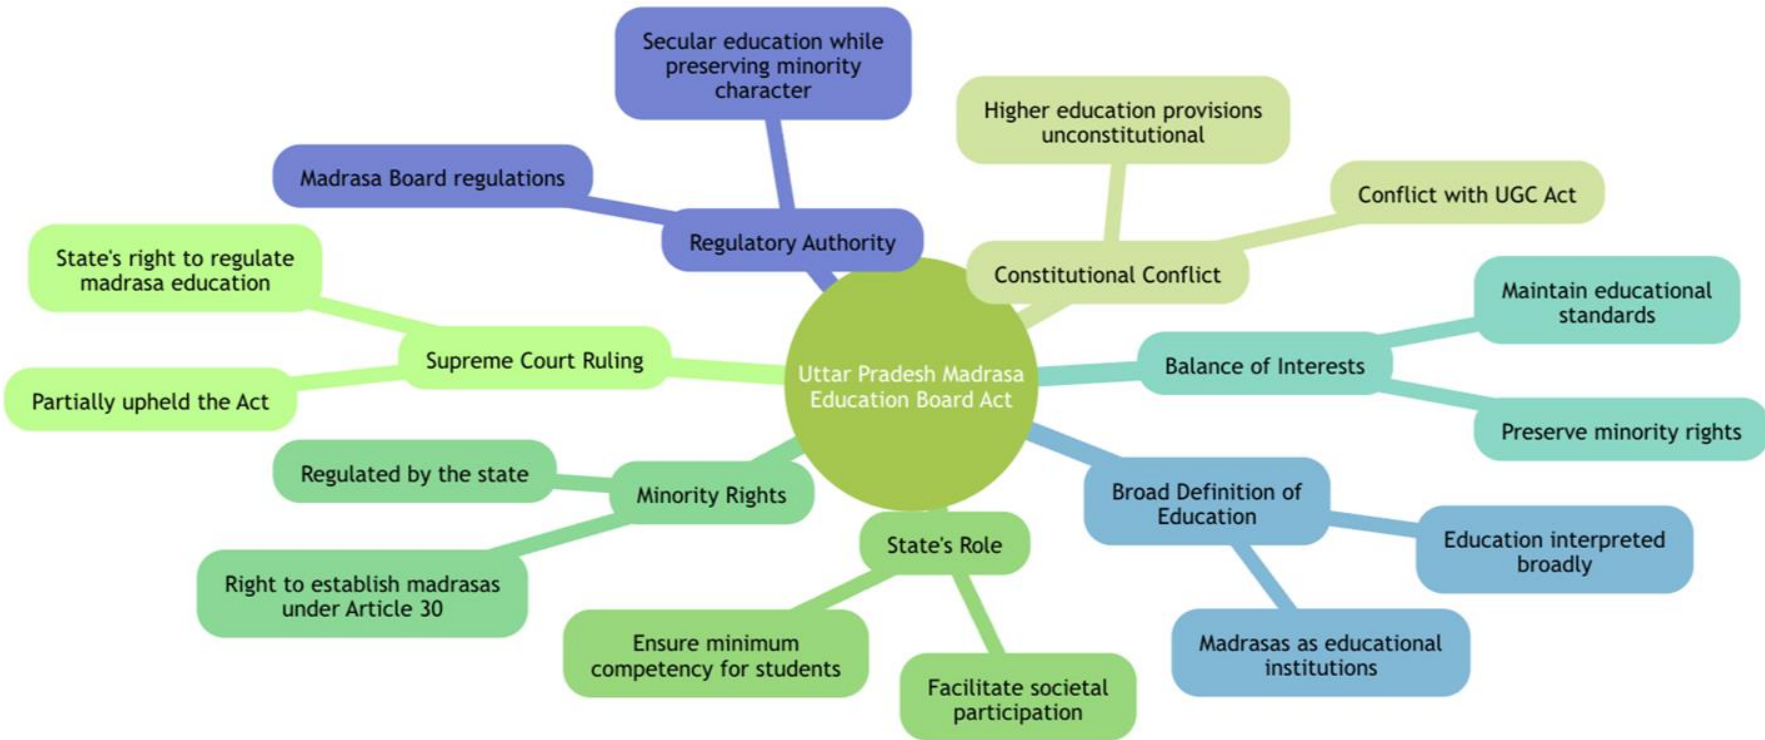 Secular education while
preserving minority
character
Higher education provisions
unconstitutional
Madrasa Board regulations
Conflict with UGC Act
Regulatory Authority
State's right to regulate
madrasa education
Constitutional Conflict
Maintain educational
standards
Supreme Court Ruling
Uttar Pradesh Madrasa
Education Board Act
Balance of Interests
Partially upheld the Act
Preserve minority rights
Regulated by the state
Minority Rights
Broad Definition of
Education
State's Role
Education interpreted
broadly
Right to establish madrasas
under Article 30
Ensure minimum
competency for students
Madrasas as educational
institutions
Facilitate societal
participation